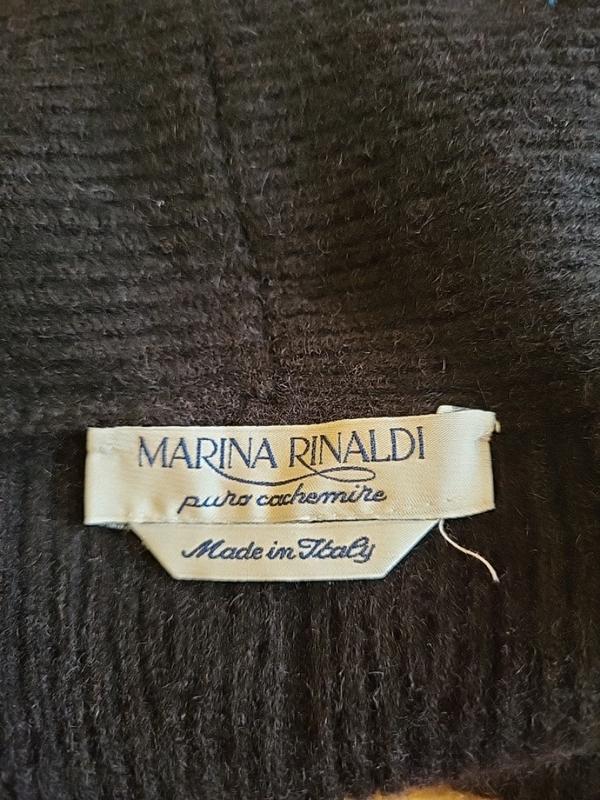 MARINA RINALDI
puro cachemire
Made in Italy